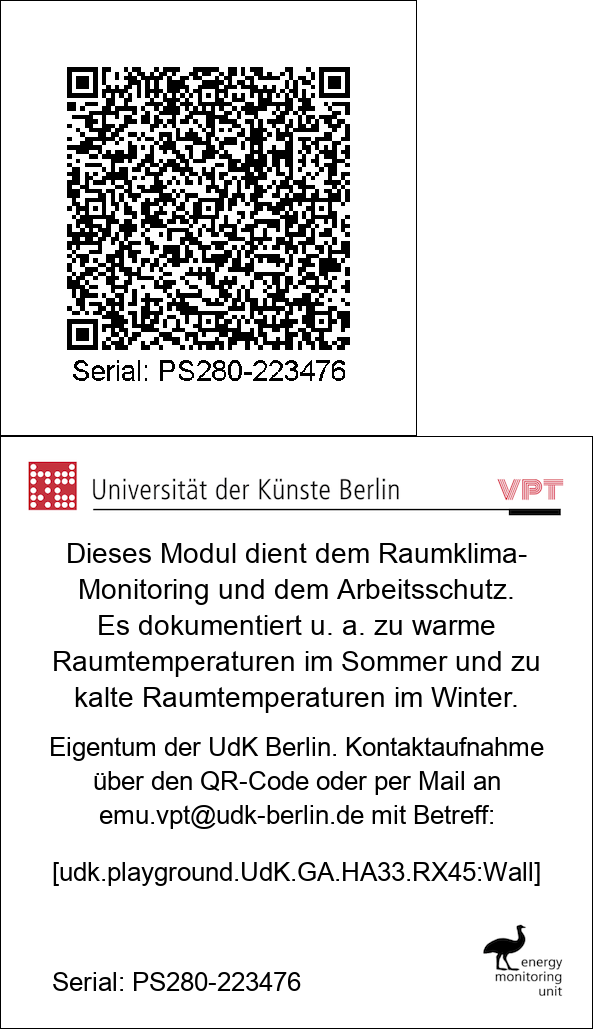 Serial: PS280-223476
Universität der Künste Berlin
VPT
Dieses Modul dient dem Raumklima-
Monitoring und dem Arbeitsschutz.
Es dokumentiert u. a. zu warme
Raumtemperaturen im Sommer und zu
kalte Raumtemperaturen im Winter.
Eigentum der UdK Berlin. Kontaktaufnahme
über den QR-Code oder per Mail an
emu.vpt@udk-berlin.de mit Betreff:
[udk.playground.UdK.GA.HA33.RX45:Wall]
energy
monitoring
unit
Serial: PS280-223476